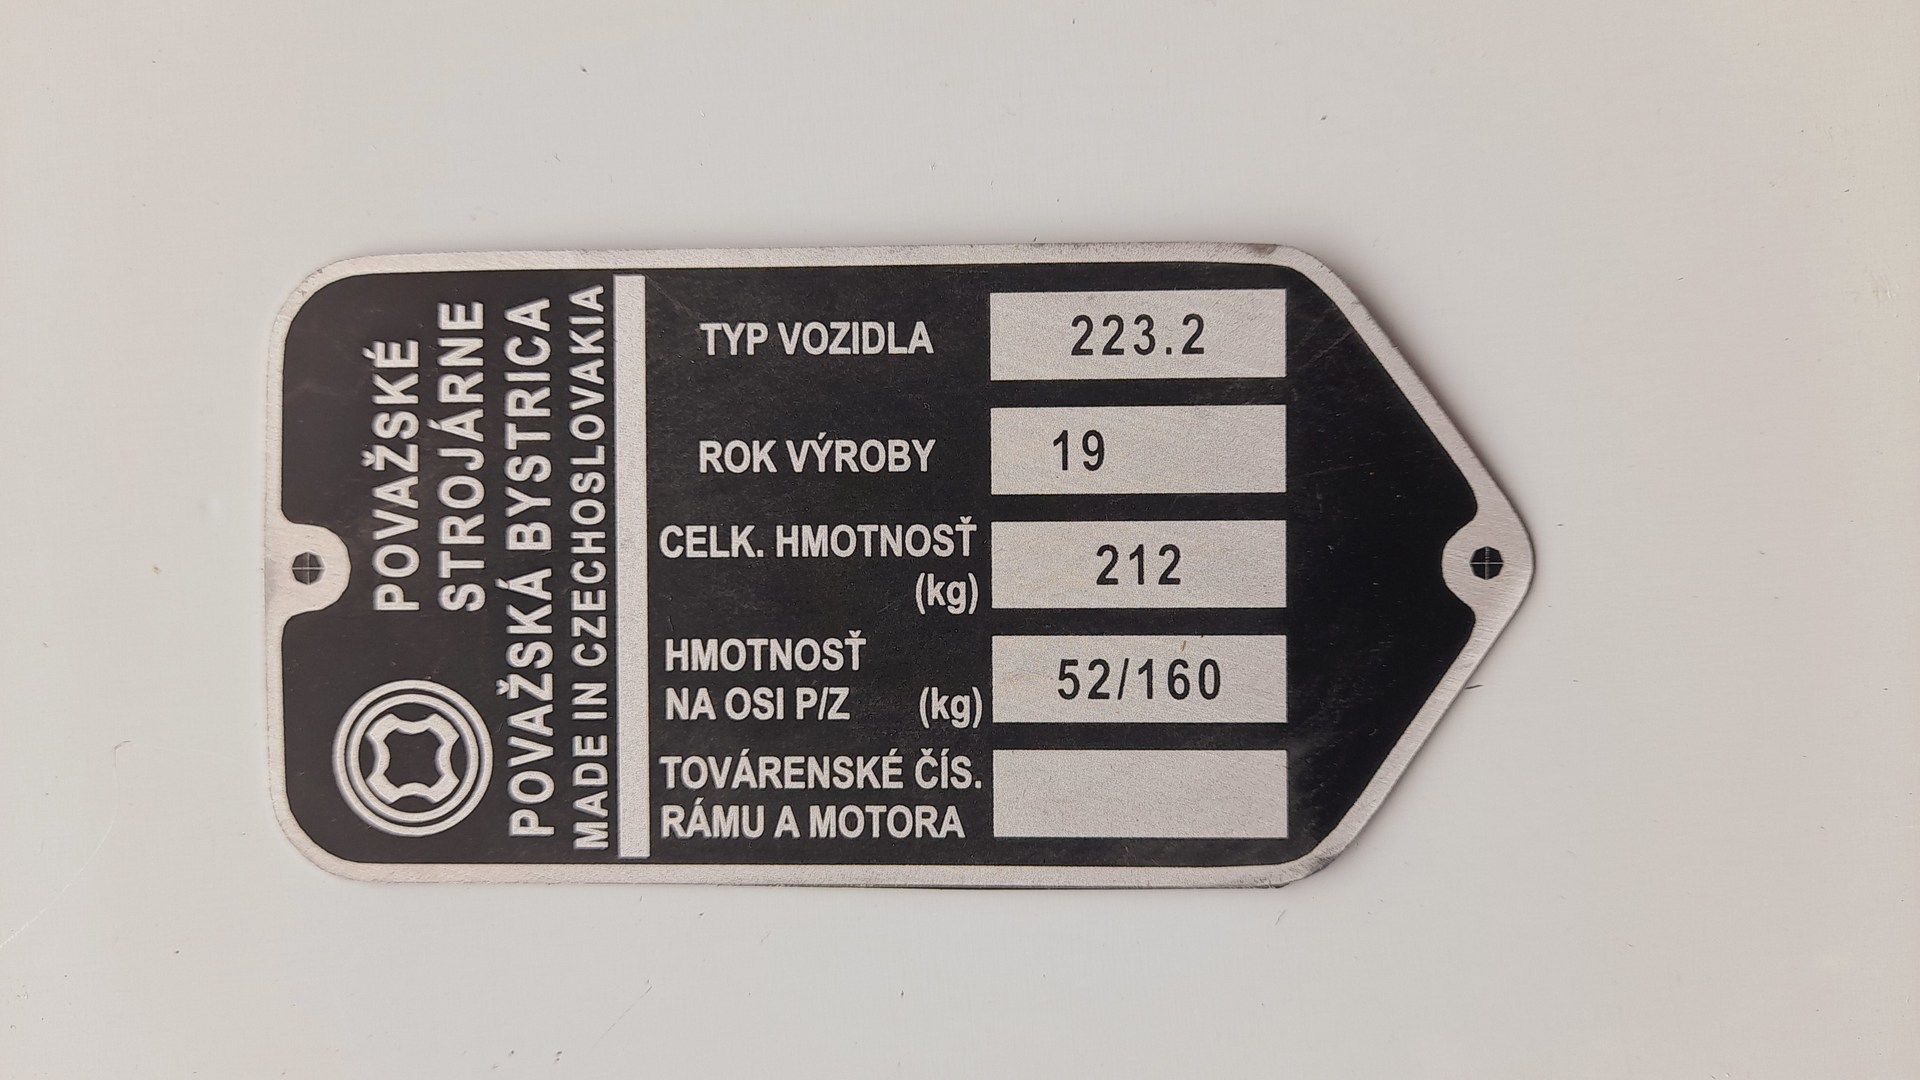 POVAŽSKÉ
STROJÁRNE
POVAŽSKÁ BYSTRICA
MADE IN CZECHOSLOVAKIA
TYP VOZIDLA 223.2
ROK VÝROBY 19
CELK. HMOTNOSŤ
(kg) 212
HMOTNOSŤ
NA OSI P/Z (kg) 52/160
TOVÁRENSKÉ ČÍS.
RÁMU A MOTORA